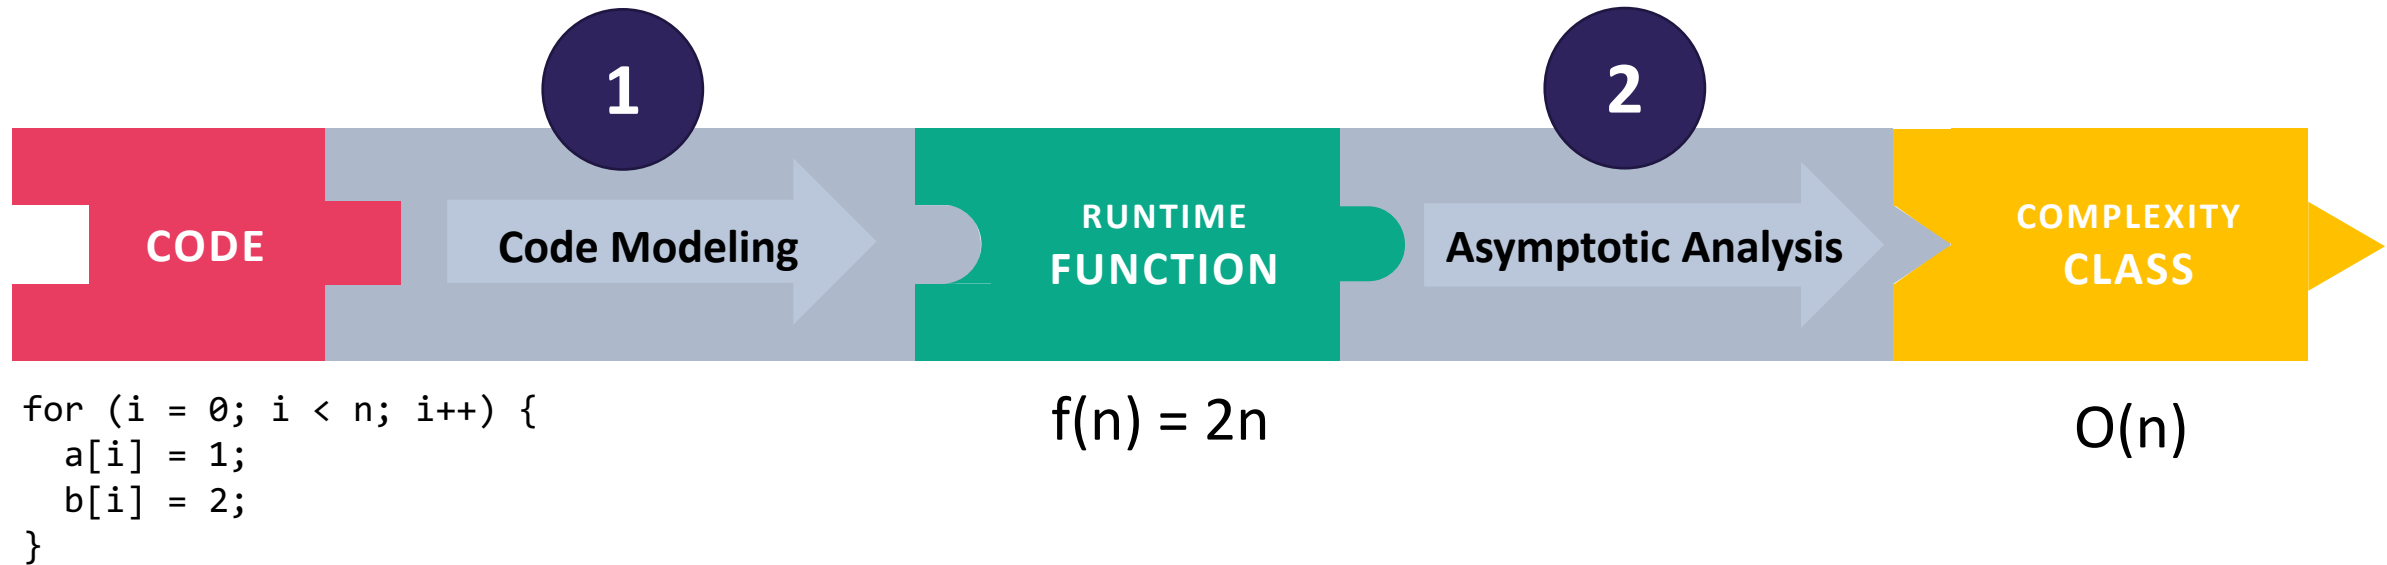 1
2
CODE
Code Modeling
RUNTIME
FUNCTION
Asymptotic Analysis
COMPLEXITY
CLASS
for (i = 0; i < n; i++) {
  a[i] = 1;
  b[i] = 2;
}
f(n) = 2n
O(n)